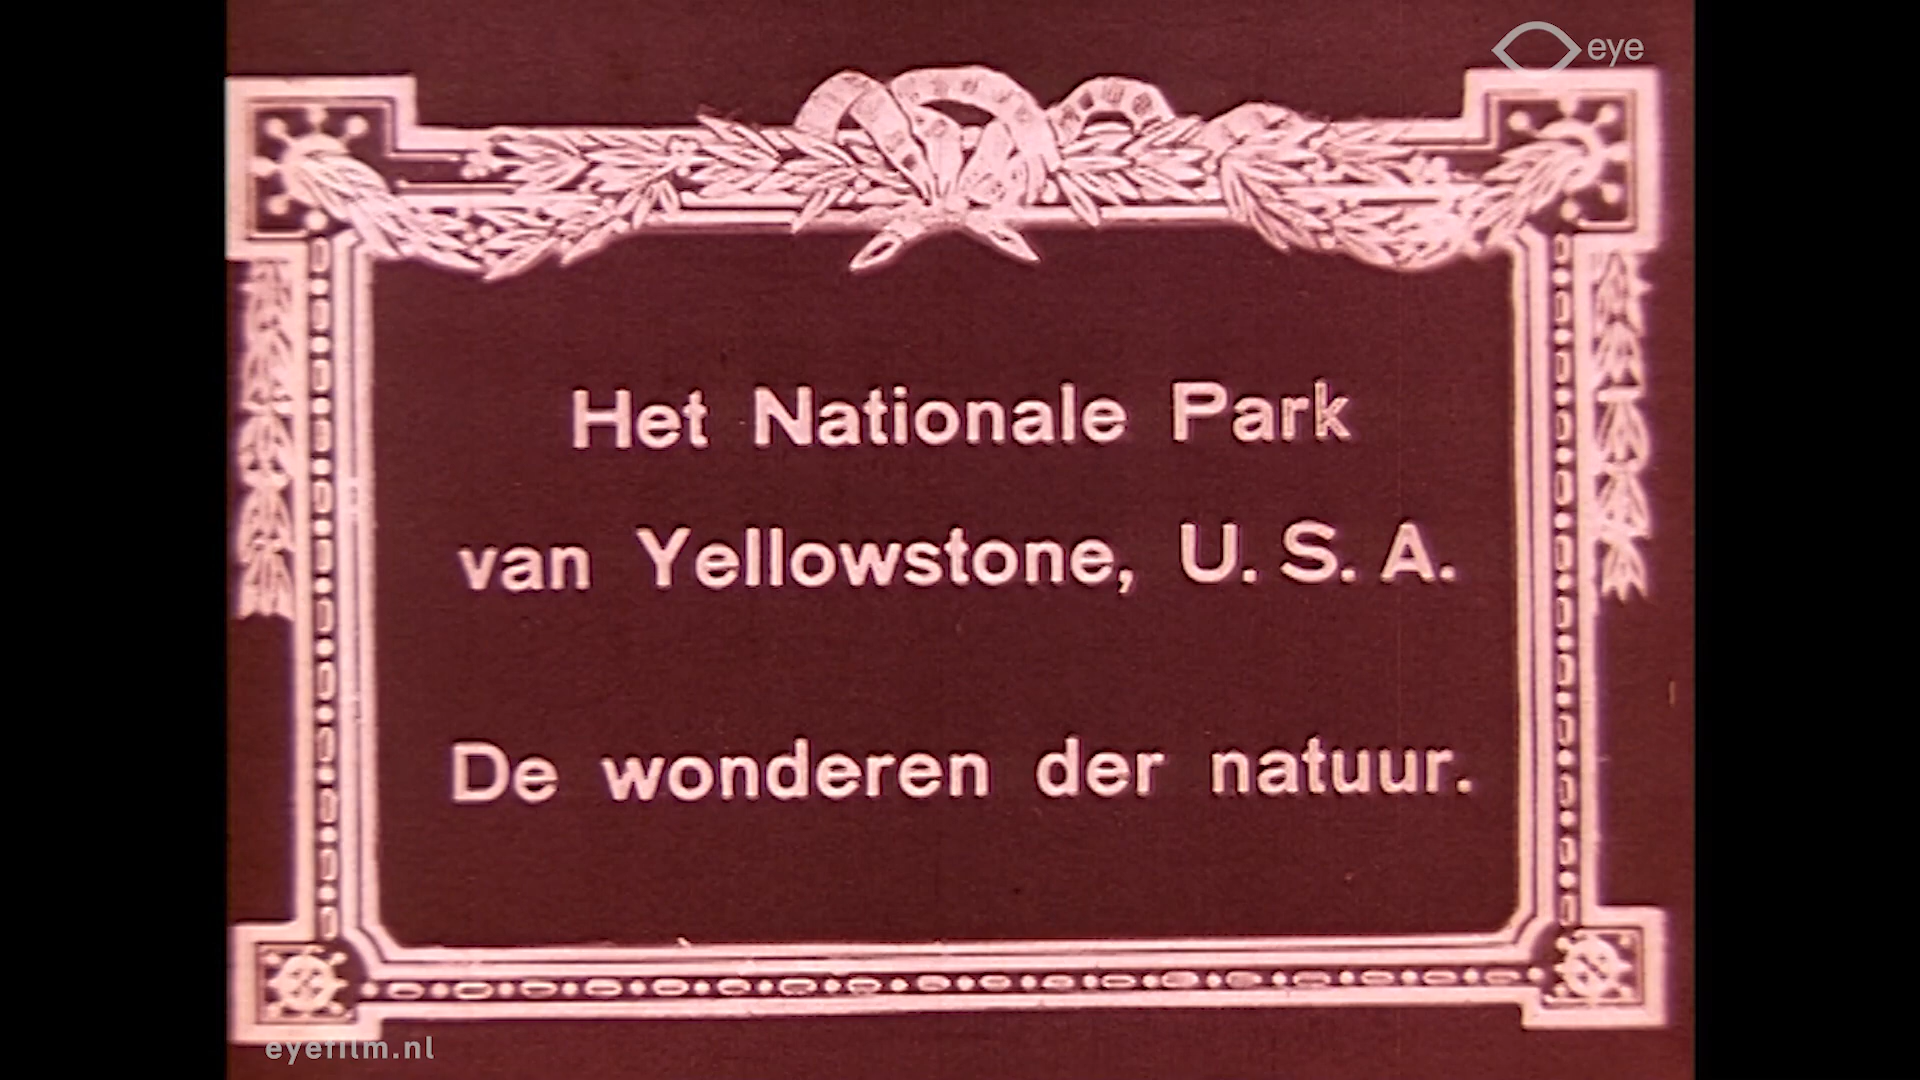 eye
Het Nationale Park
van Yellowstone, U. S. A.
De wonderen der natuur.
eyefilm.nl